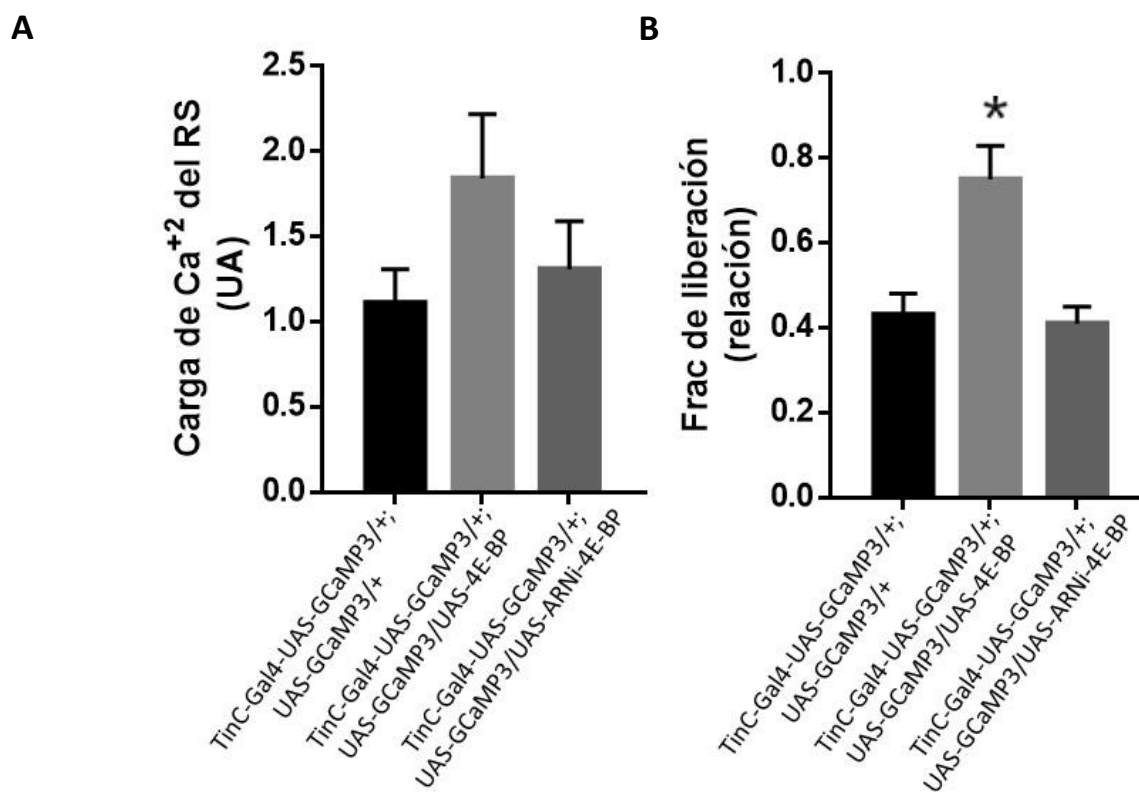 A
Carga de Ca+2 del RS
(UA)
2.5
2.0
1.5
1.0
0.5
0.0
TinC-Gal4-UAS-GCaMP3/+;
UAS-GCaMP3/+
TinC-Gal4-UAS-GCaMP3/+;
UAS-GCaMP3/UAS-4E-BP
TinC-Gal4-UAS-GCaMP3/+;
UAS-GCaMP3/UAS-ARNi-4E-BP
B
Frac de liberación
(relación)
1.0
0.8
0.6
0.4
0.2
0.0
*
TinC-Gal4-UAS-GCaMP3/+;
UAS-GCaMP3/+
TinC-Gal4-UAS-GCaMP3/+;
UAS-GCaMP3/UAS-4E-BP
TinC-Gal4-UAS-GCaMP3/+;
UAS-GCaMP3/UAS-ARNi-4E-BP